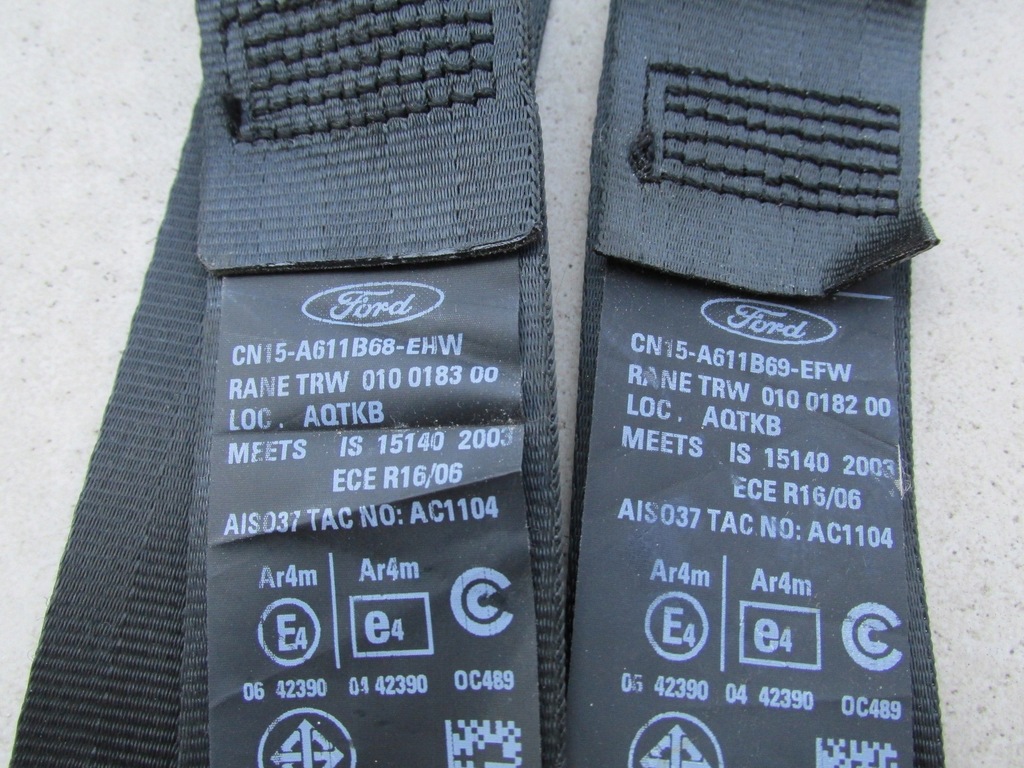 Ford
CN15-A611B68-EHW
RANE TRW 010 0183 00
LOC. AQTKB
MEETS IS 15140 2003
ECE R16/06
AIS037 TAC NO: AC1104
Ar4m Ar4m
E4 e4 C
06 42390 04 42390 OC489
Ford
CN15-A611B69-EFW
RANE TRW 010 0182 00
LOC. AQTKB
MEETS IS 15140 2003
ECE R16/06
AIS037 TAC NO: AC1104
Ar4m Ar4m
E4 e4 C
06 42390 04 42390 OC489